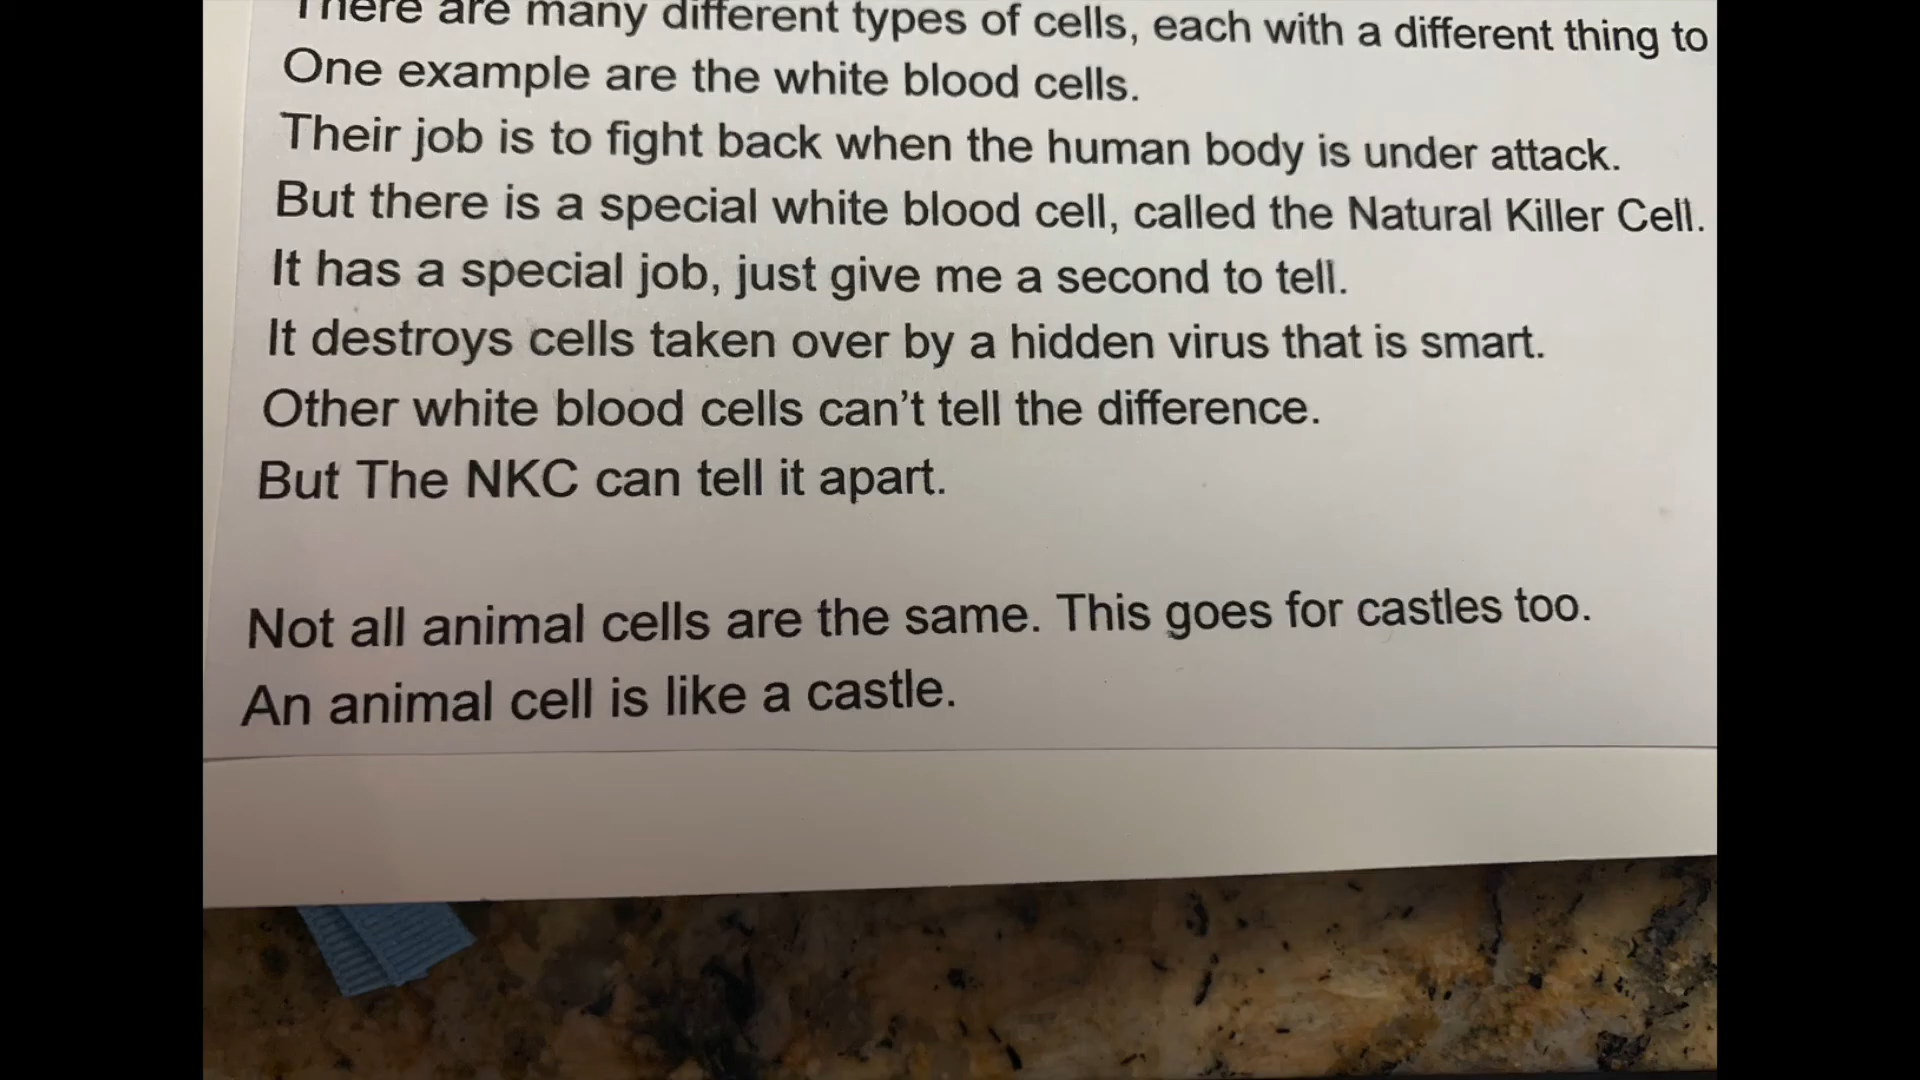 There are many different types of cells, each with a different thing to
One example are the white blood cells.
Their job is to fight back when the human body is under attack.
But there is a special white blood cell, called the Natural Killer Cell.
It has a special job, just give me a second to tell.
It destroys cells taken over by a hidden virus that is smart.
Other white blood cells can’t tell the difference.
But The NKC can tell it apart.
Not all animal cells are the same. This goes for castles too.
An animal cell is like a castle.